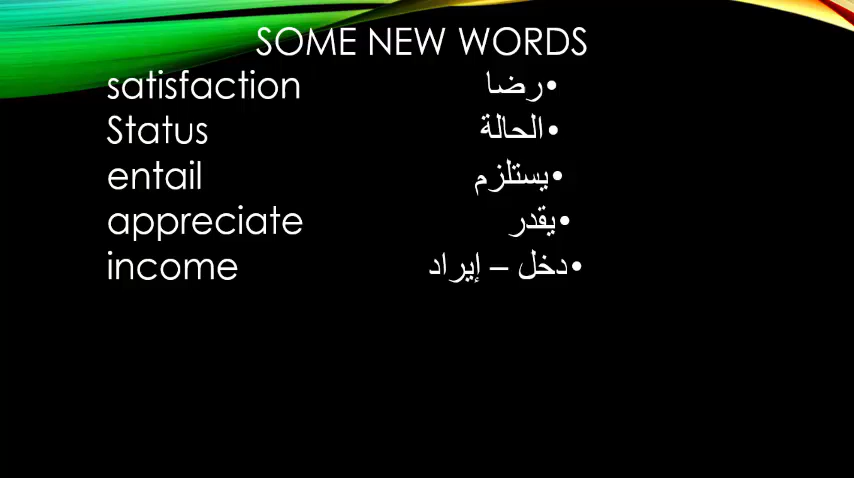 SOME NEW WORDS
satisfaction •رضا
Status •الحالة
entail •يستلزم
appreciate •يقدر
income •دخل – إيراد